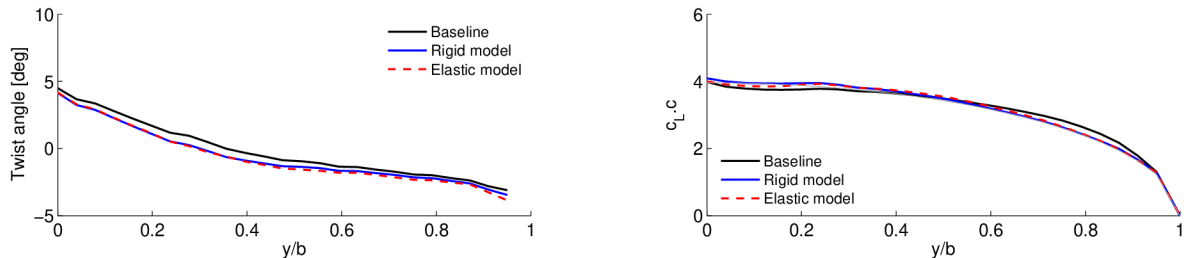 Twist angle [deg]
10
5
0
−5
0
0.2
0.4
0.6
0.8
1
y/b
Baseline
Rigid model
Elastic model
c_L.c
6
4
2
0
0
0.2
0.4
0.6
0.8
1
y/b
Baseline
Rigid model
Elastic model